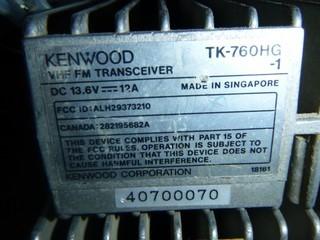 KENWOOD TK-760HG
VHF FM TRANSCEIVER -1
DC 13.6V⎓12A MADE IN SINGAPORE
FCC ID:ALH29373210
CANADA:282195682A
THIS DEVICE COMPLIES WITH PART 15 OF
THE FCC RULES. OPERATION IS SUBJECT TO
THE CONDITION THAT THIS DEVICE DOES NOT
CAUSE HARMFUL INTERFERENCE.
KENWOOD CORPORATION 18161
40700070